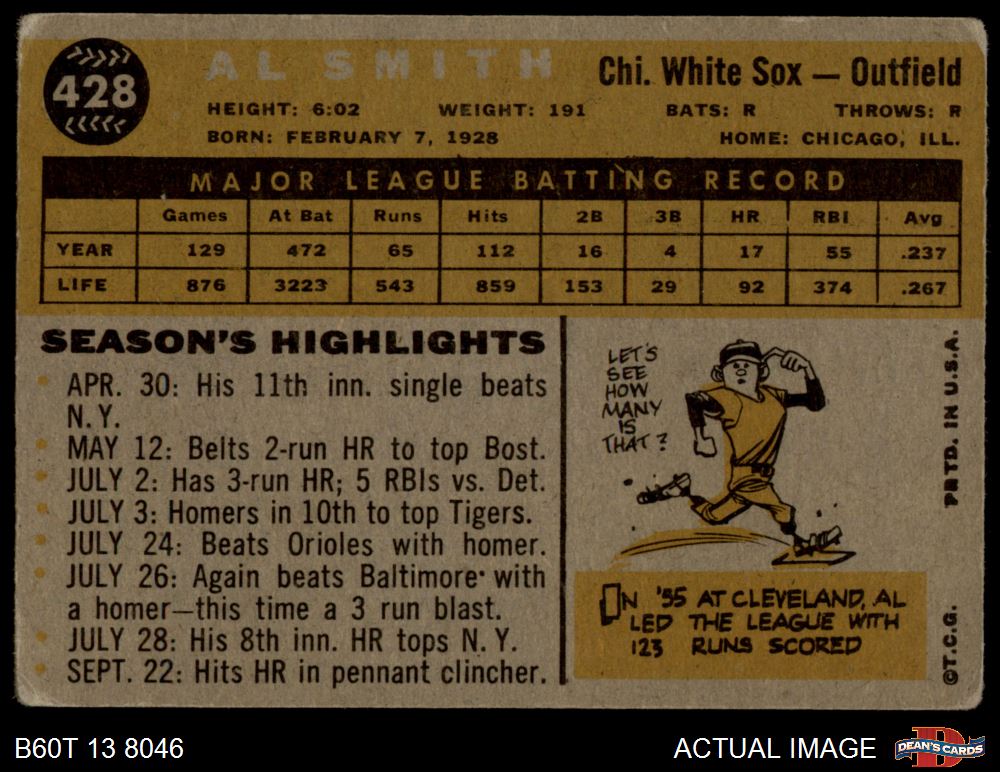 428
AL SMITH
Chi. White Sox — Outfield
HEIGHT: 6:02 WEIGHT: 191 BATS: R THROWS: R
BORN: FEBRUARY 7, 1928 HOME: CHICAGO, ILL.
MAJOR LEAGUE BATTING RECORD
Games At Bat Runs Hits 2B 3B HR RBI Avg
YEAR 129 472 65 112 16 4 17 55 .237
LIFE 876 3223 543 859 153 29 92 374 .267
SEASON'S HIGHLIGHTS
APR. 30: His 11th inn. single beats
N.Y.
MAY 12: Belts 2-run HR to top Bost.
JULY 2: Has 3-run HR; 5 RBIs vs. Det.
JULY 3: Homers in 10th to top Tigers.
JULY 24: Beats Orioles with homer.
JULY 26: Again beats Baltimore with
a homer—this time a 3 run blast.
JULY 28: His 8th inn. HR tops N.Y.
SEPT. 22: Hits HR in pennant clincher.
LET'S
SEE
HOW
MANY
IS
THAT?
IN '55 AT CLEVELAND, AL
LED THE LEAGUE WITH
123 RUNS SCORED
©T.C.G. PRTD. IN U.S.A.
B60T 13 8046
ACTUAL IMAGE
DEAN'S CARDS